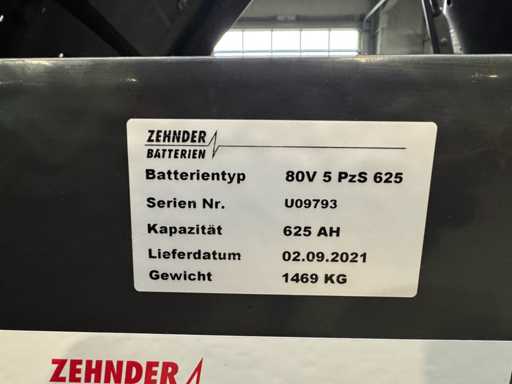 ZEHNDER
BATTERIEN
Batterientyp 80V 5 PzS 625
Serien Nr. U09793
Kapazität 625 AH
Lieferdatum 02.09.2021
Gewicht 1469 KG
ZEHNDER